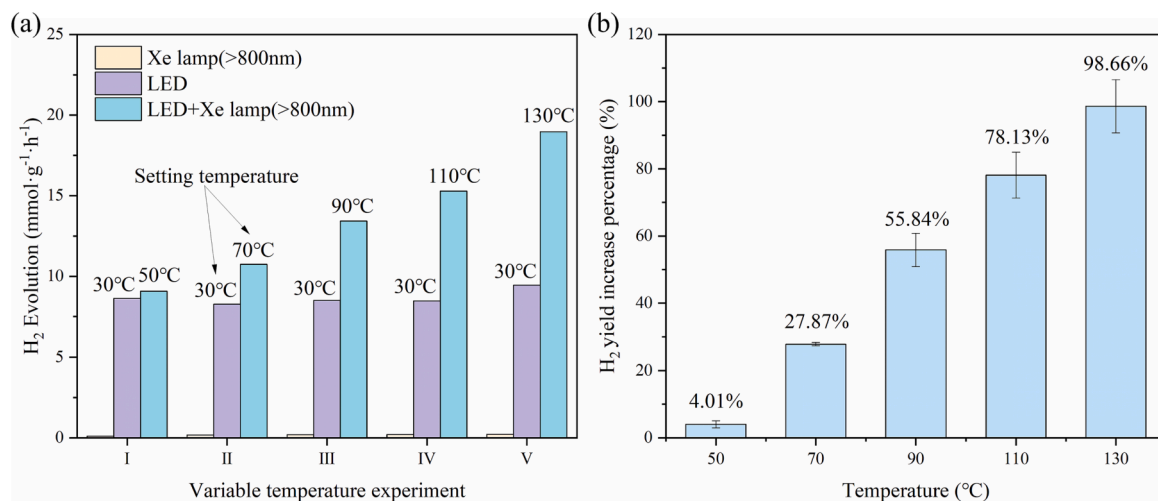 (a)
H₂ Evolution (mmol·g⁻¹·h⁻¹)
25
20
15
10
5
0
Xe lamp(>800nm)
LED
LED+Xe lamp(>800nm)
Setting temperature
30℃ 50℃
30℃ 70℃
30℃ 90℃
30℃ 110℃
30℃ 130℃
I II III IV V
Variable temperature experiment
(b)
H₂ yield increase percentage (%)
120
100
80
60
40
20
0
4.01%
27.87%
55.84%
78.13%
98.66%
50 70 90 110 130
Temperature (℃)